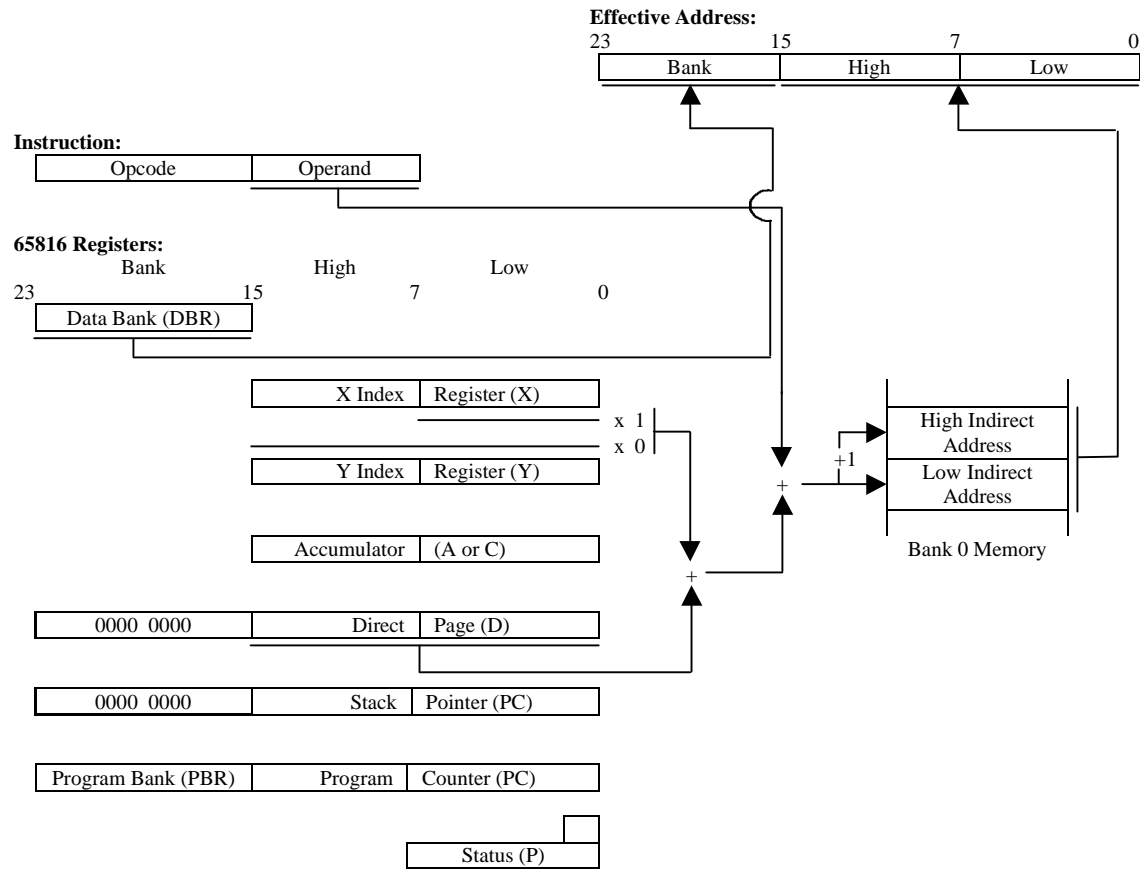 Effective Address:
23 15 7 0
Bank High Low
Instruction:
Opcode Operand
65816 Registers:
Bank High Low
23 15 7 0
Data Bank (DBR)
X Index Register (X)
x 1
x 0
Y Index Register (Y)
High Indirect
Address
+1
Low Indirect
Address
+
Bank 0 Memory
Accumulator (A or C)
+
0000 0000 Direct Page (D)
0000 0000 Stack Pointer (PC)
Program Bank (PBR) Program Counter (PC)
Status (P)